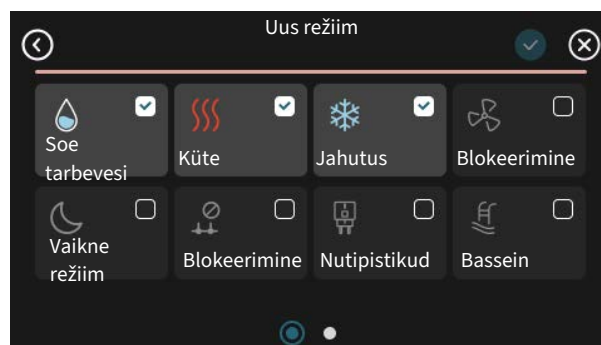 Uus režiim
Soe
tarbevesi
Küte
Jahutus
Blokeerimine
Vaikne
režiim
Blokeerimine
Nutipistikud
Bassein